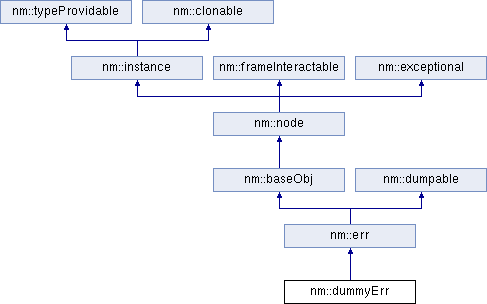 nm::typeProvidable
nm::clonable
nm::instance
nm::frameInteractable
nm::exceptional
nm::node
nm::baseObj
nm::dumpable
nm::err
nm::dummyErr